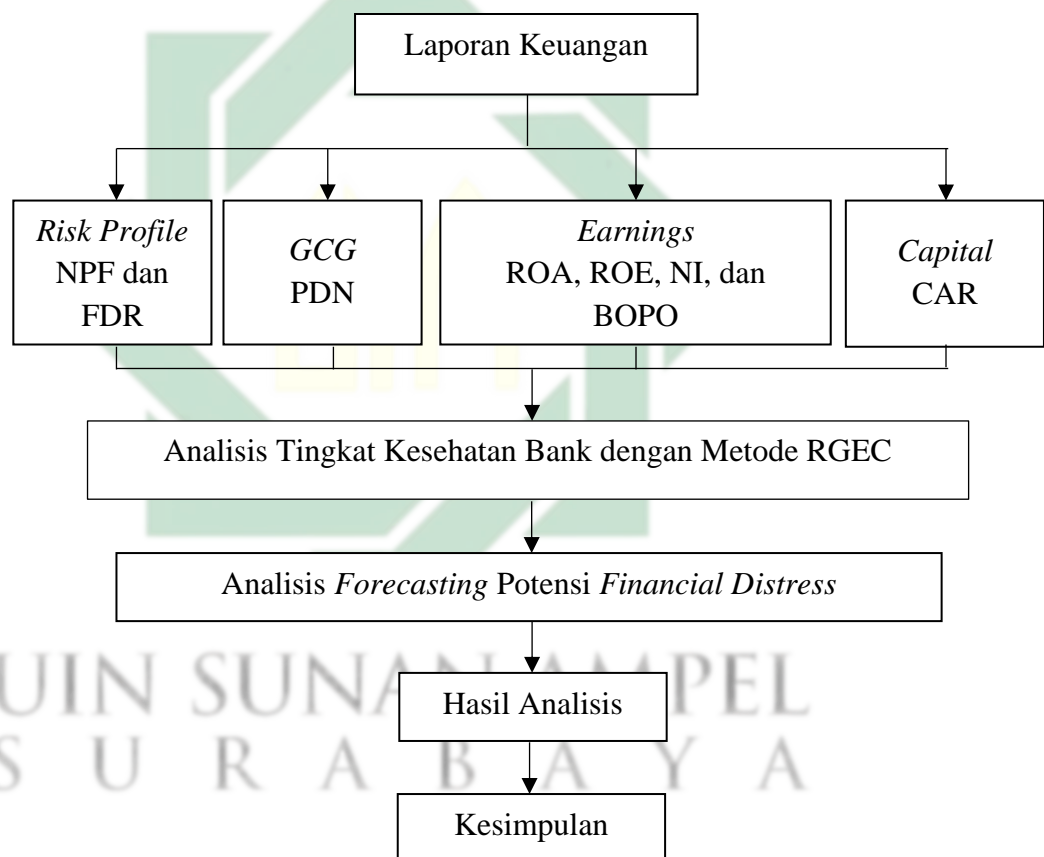 Laporan Keuangan
Risk Profile
NPF dan
FDR
GCG
PDN
Earnings
ROA, ROE, NI, dan
BOPO
Capital
CAR
Analisis Tingkat Kesehatan Bank dengan Metode RGEC
Analisis Forecasting Potensi Financial Distress
Hasil Analisis
Kesimpulan
UIN SUNAN AMPEL
SURABAYA